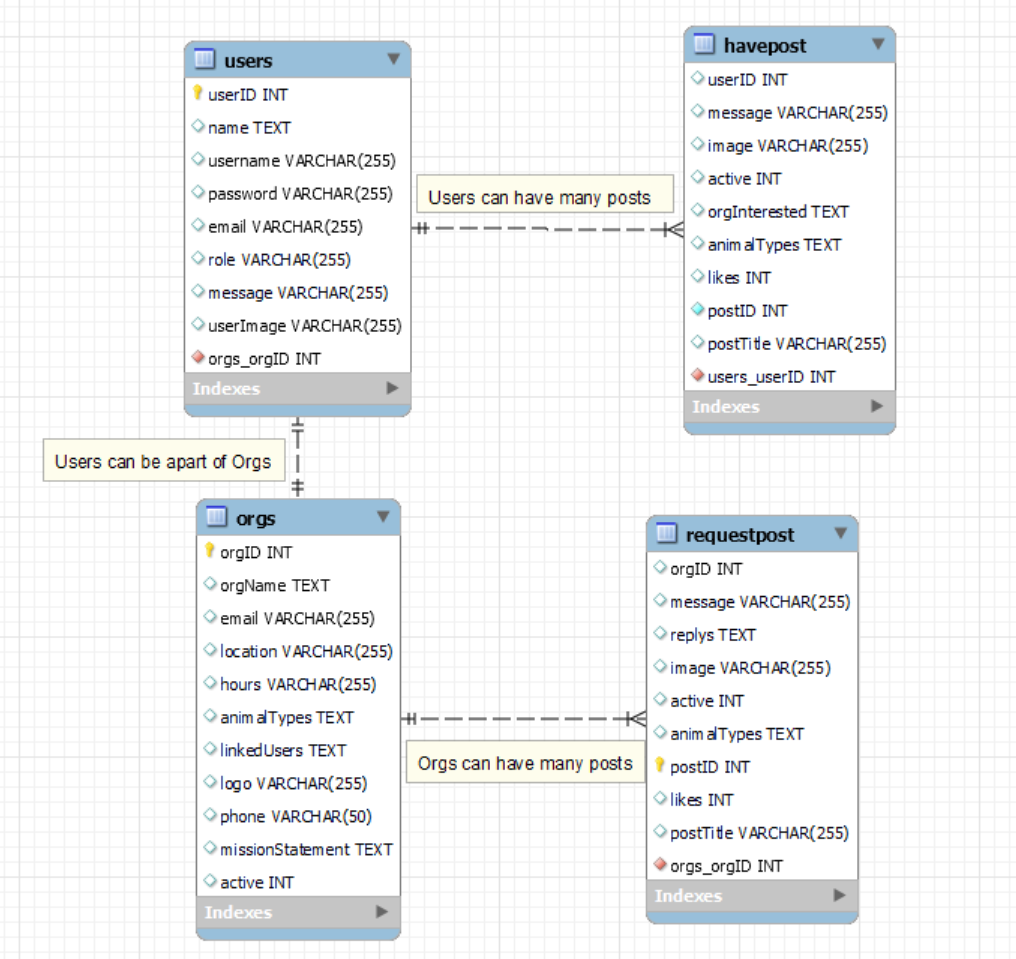 users
userID INT
name TEXT
username VARCHAR(255)
password VARCHAR(255)
email VARCHAR(255)
role VARCHAR(255)
message VARCHAR(255)
userImage VARCHAR(255)
orgs_orgID INT
Indexes
Users can have many posts
havepost
userID INT
message VARCHAR(255)
image VARCHAR(255)
active INT
orgInterested TEXT
animalTypes TEXT
likes INT
postID INT
postTitle VARCHAR(255)
users_userID INT
Indexes
Users can be apart of Orgs
orgs
orgID INT
orgName TEXT
email VARCHAR(255)
location VARCHAR(255)
hours VARCHAR(255)
animalTypes TEXT
linkedUsers TEXT
logo VARCHAR(255)
phone VARCHAR(50)
missionStatement TEXT
active INT
Indexes
Orgs can have many posts
requestpost
orgID INT
message VARCHAR(255)
replys TEXT
image VARCHAR(255)
active INT
animalTypes TEXT
postID INT
likes INT
postTitle VARCHAR(255)
orgs_orgID INT
Indexes